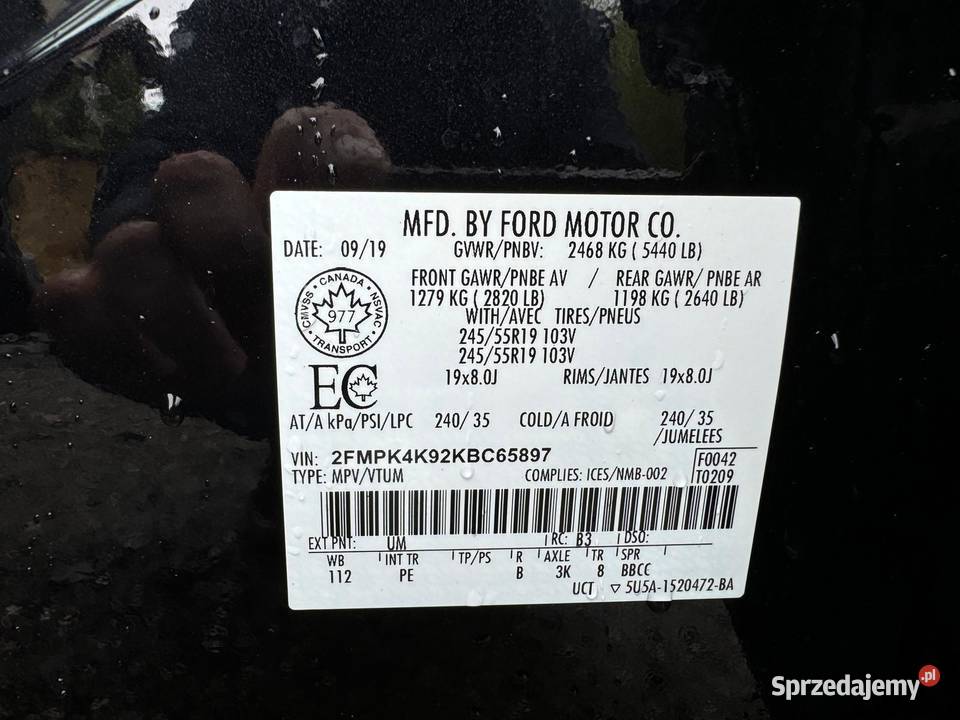 MFD. BY FORD MOTOR CO.
DATE: 09/19 GVWR/PNBV: 2468 KG ( 5440 LB)
FRONT GAWR/PNBE AV / REAR GAWR/ PNBE AR
1279 KG ( 2820 LB) 1198 KG ( 2640 LB)
WITH/AVEC TIRES/PNEUS
245/55R19 103V
245/55R19 103V
19x8.0J RIMS/JANTES 19x8.0J
CANADA
CMVSS 977 NSVAC
TRANSPORT
EC
AT/A kPa/PSI/LPC 240/ 35 COLD/A FROID 240/ 35
/JUMELEES
VIN: 2FMPK4K92KBC65897 F0042
TYPE: MPV/VTUM COMPLIES: ICES/NMB-002 T0209
EXT PNT: UM RC: B3 DSO:
WB INT TR TP/PS R AXLE TR SPR
112 PE B 3K 8 BBCC
UCT ▽ 5U5A-1520472-BA
Sprzedajemy.pl